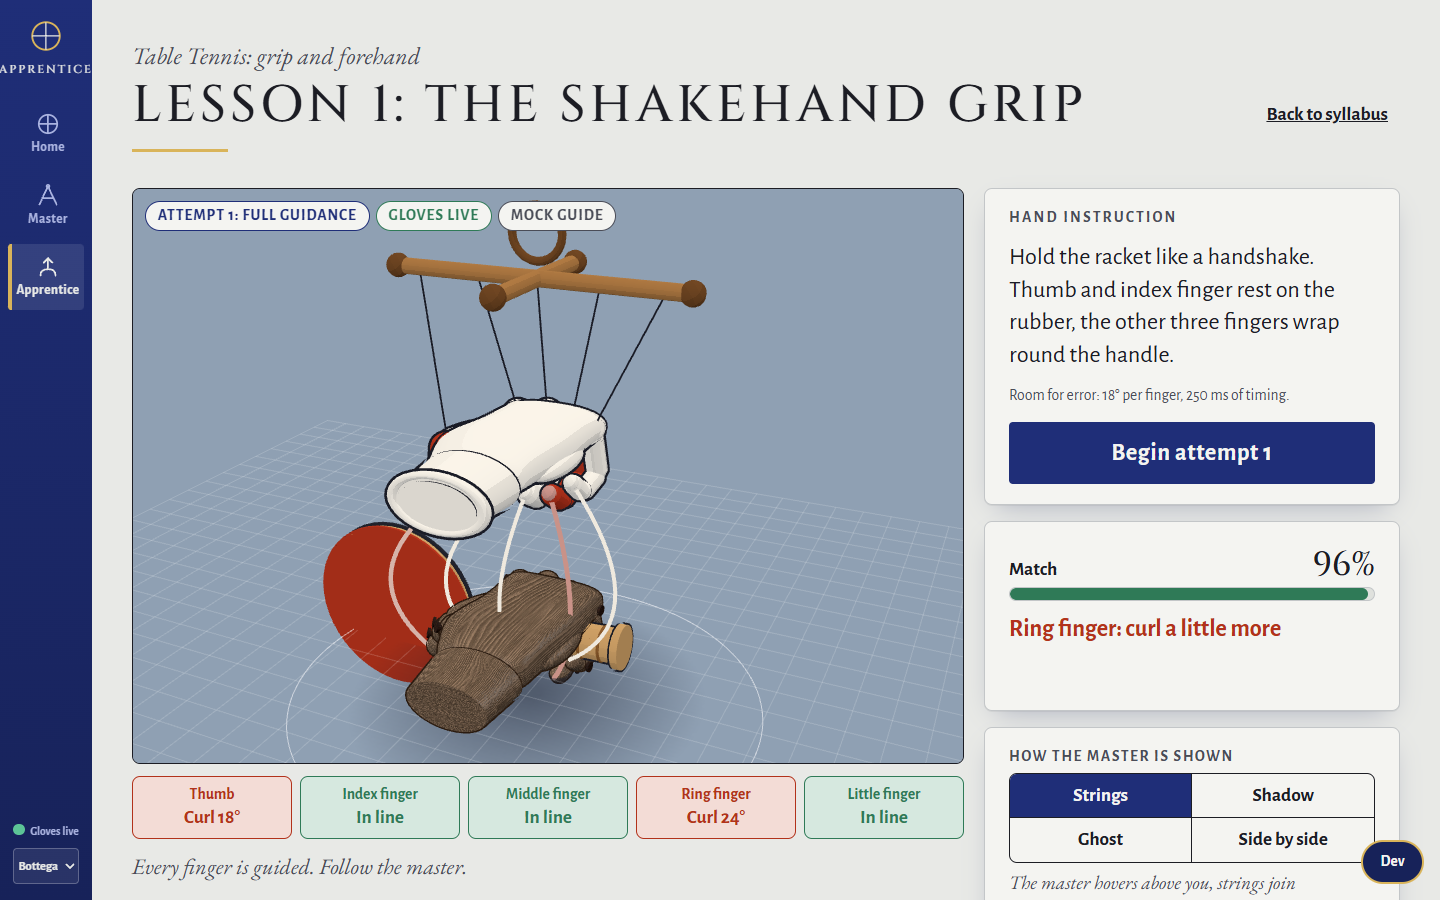 APPRENTICE
Home
Master
Apprentice
Gloves live
Bottega
Table Tennis: grip and forehand
LESSON 1: THE SHAKEHAND GRIP
Back to syllabus
ATTEMPT 1: FULL GUIDANCE
GLOVES LIVE
MOCK GUIDE
Thumb
Curl 18°
Index finger
In line
Middle finger
In line
Ring finger
Curl 24°
Little finger
In line
Every finger is guided. Follow the master.
HAND INSTRUCTION
Hold the racket like a handshake.
Thumb and index finger rest on the
rubber, the other three fingers wrap
round the handle.
Room for error: 18° per finger, 250 ms of timing.
Begin attempt 1
Match
96%
Ring finger: curl a little more
HOW THE MASTER IS SHOWN
Strings
Shadow
Ghost
Side by side
The master hovers above you, strings join
Dev